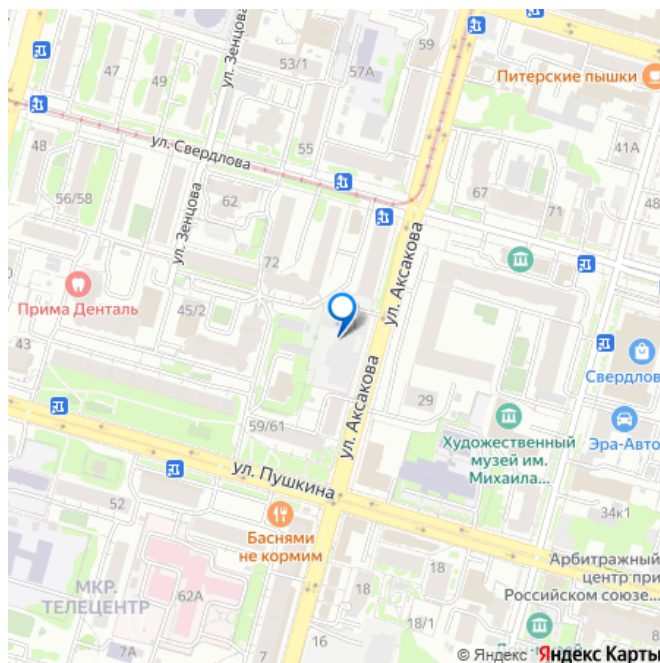 59
ул. Зенцова
53/1
57А
47
49
Питерские пышки
48
ул. Свердлова
55
41А
56/58
ул. Зенцова
62
67
71
72
ул. Аксакова
Прима Денталь
45/2
43
Свердлов
ул. Аксакова
29
59/61
Художественный
музей им.
Михаила...
Эра-Авто
ул. Пушкина
52
34к1
Баснями
не кормим
Арбитражный
центр при
Российском союзе...
МКР.
ТЕЛЕЦЕНТР
62А
18
18
18/1
7А
16
© Яндекс Яндекс Карты